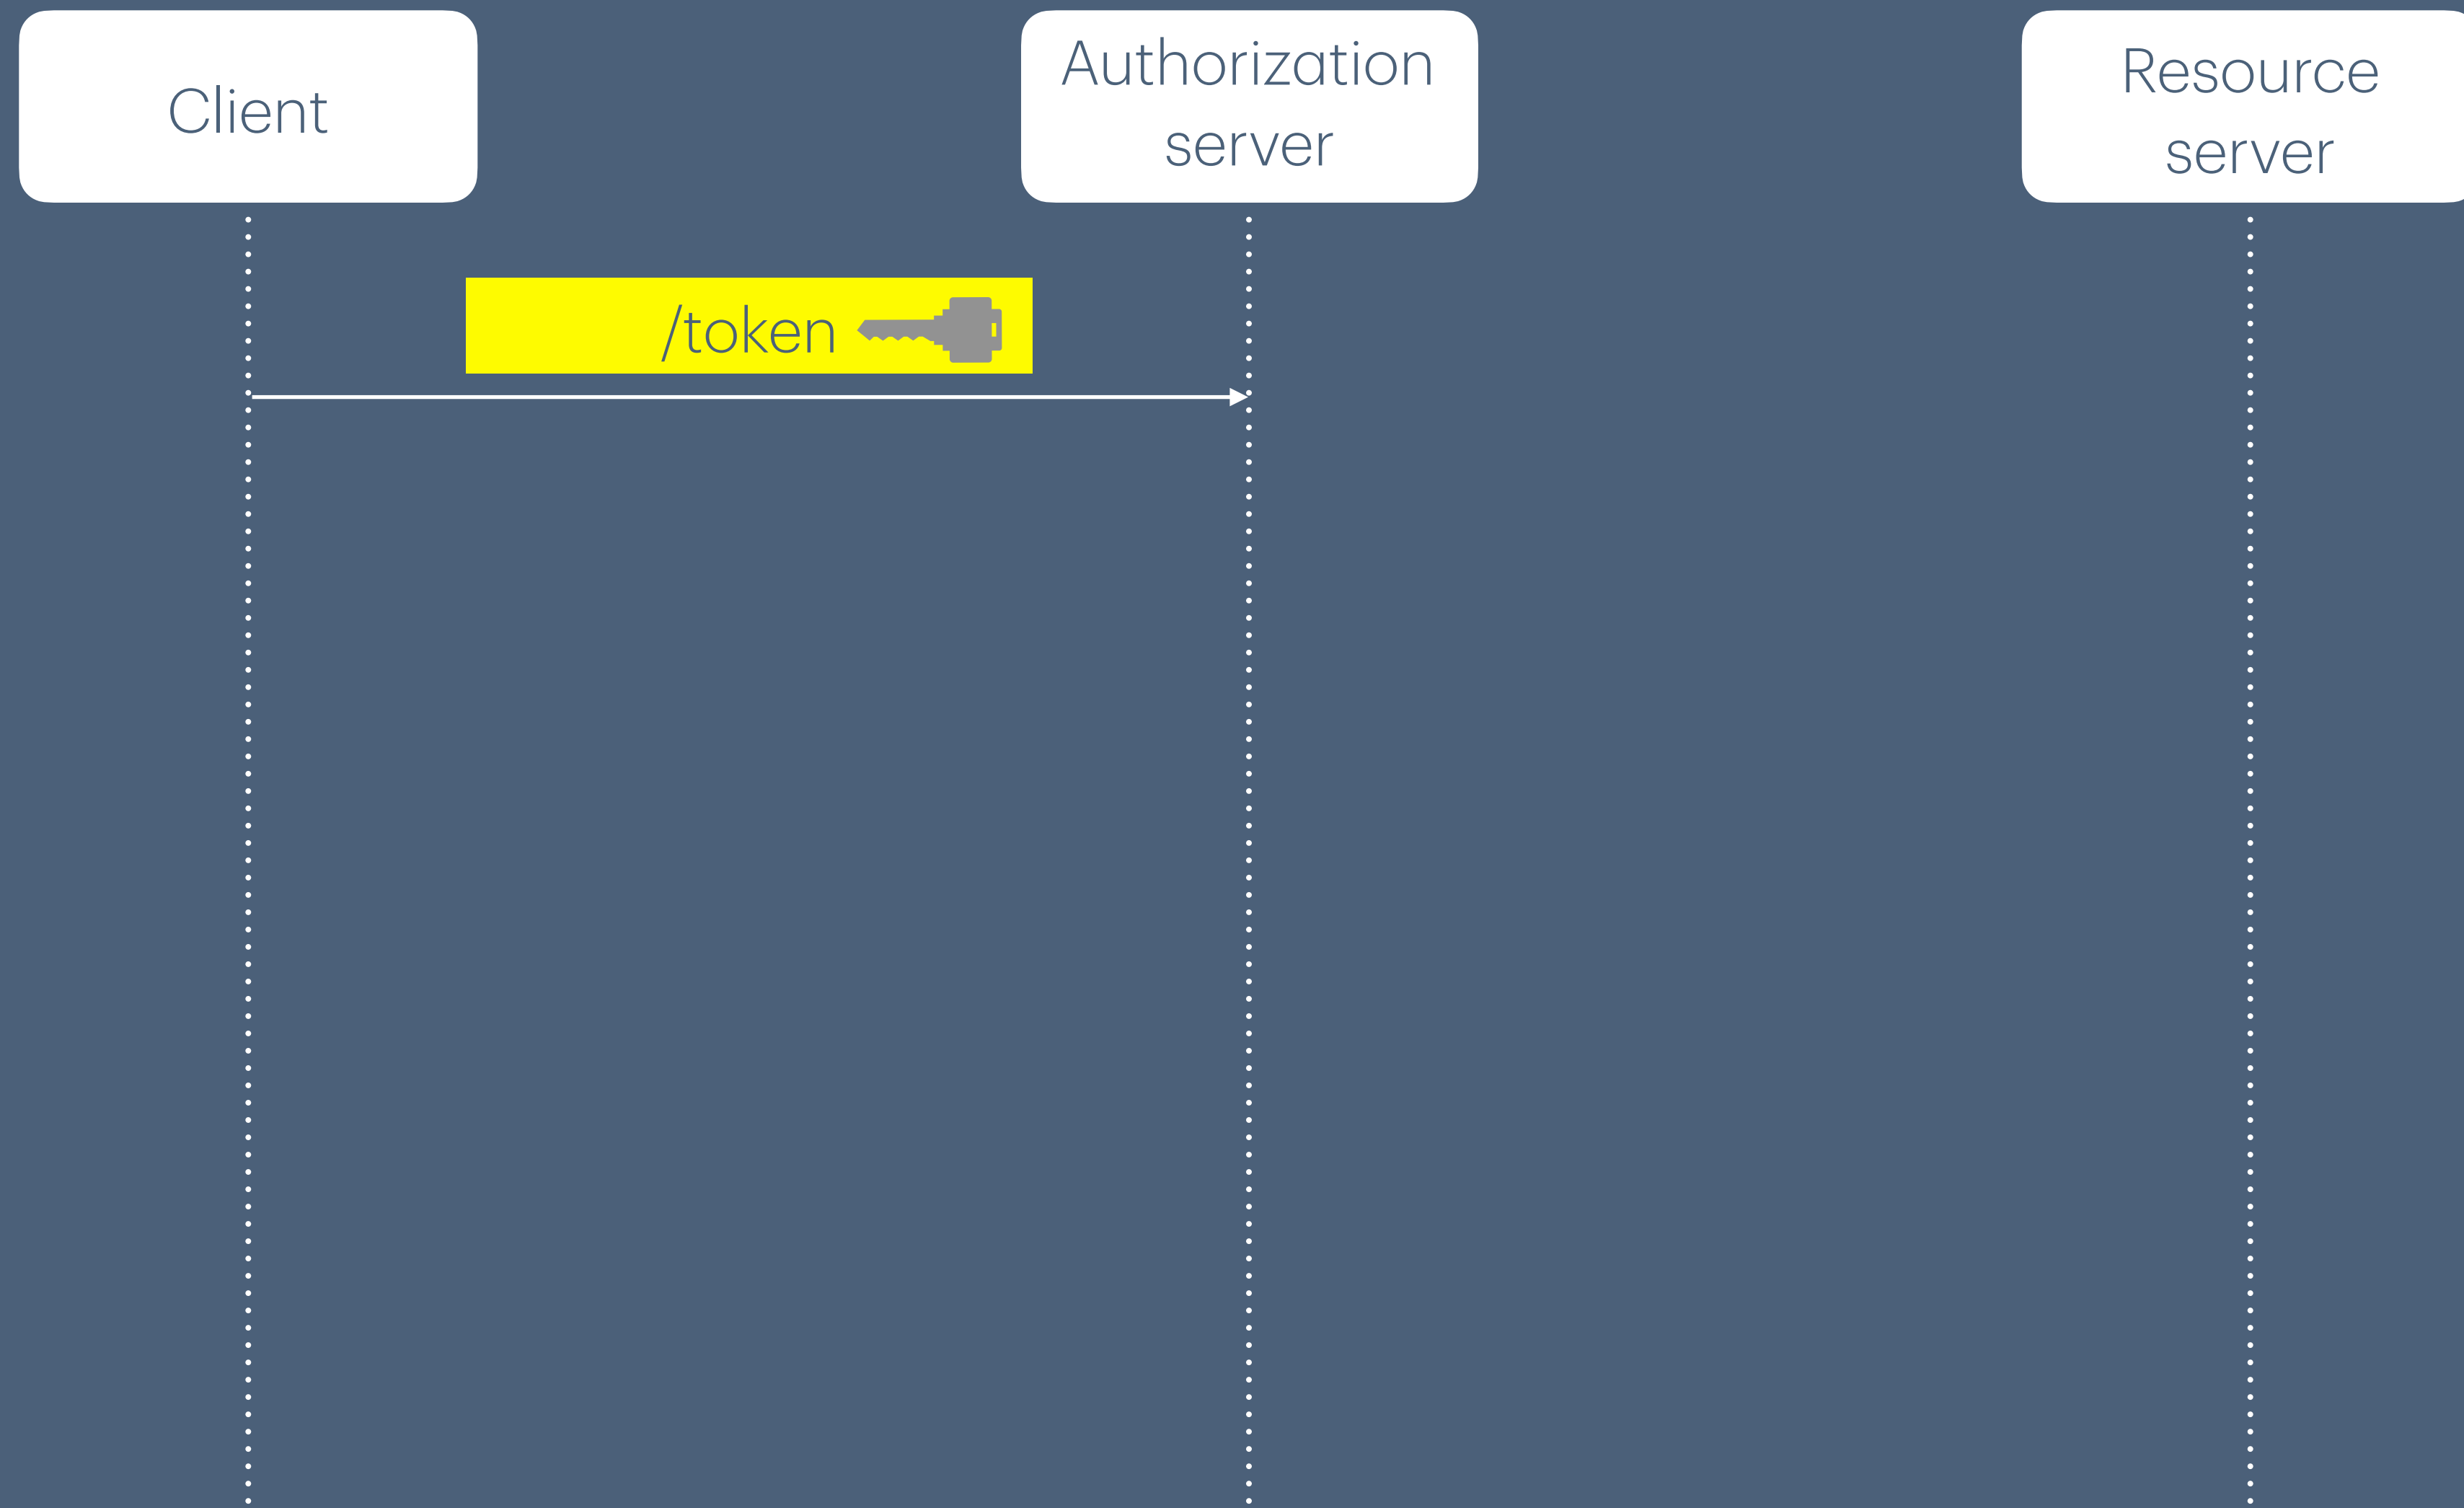 Client
Authorization
server
Resource
server
/token